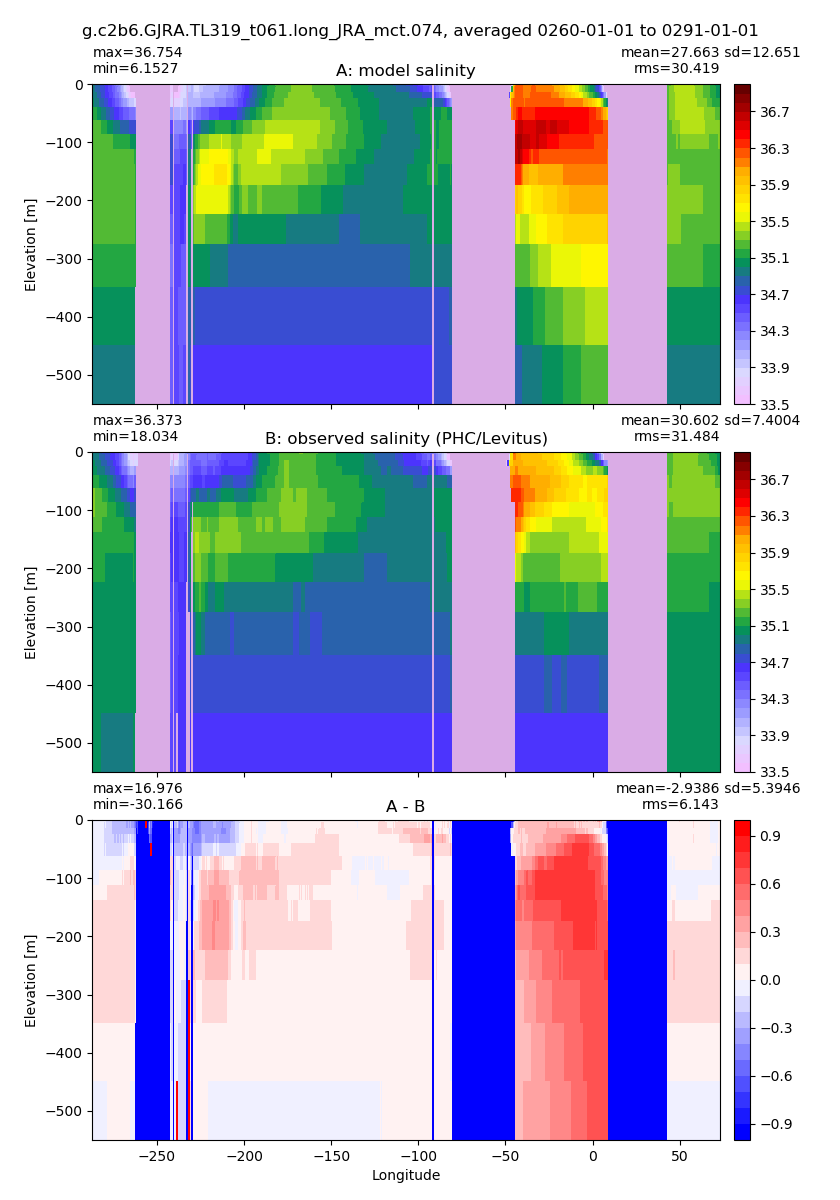 g.c2b6.GJRA.TL319_t061.long_JRA_mct.074, averaged 0260-01-01 to 0291-01-01
max=36.754
min=6.1527
A: model salinity
mean=27.663 sd=12.651
rms=30.419
0
−100
−200
−300
−400
−500
Elevation [m]
36.7
36.3
35.9
35.5
35.1
34.7
34.3
33.9
33.5
max=36.373
min=18.034
B: observed salinity (PHC/Levitus)
mean=30.602 sd=7.4004
rms=31.484
0
−100
−200
−300
−400
−500
Elevation [m]
36.7
36.3
35.9
35.5
35.1
34.7
34.3
33.9
33.5
max=16.976
min=-30.166
A - B
mean=-2.9386 sd=5.3946
rms=6.143
0
−100
−200
−300
−400
−500
Elevation [m]
0.9
0.6
0.3
0.0
−0.3
−0.6
−0.9
−250
−200
−150
−100
−50
0
50
Longitude